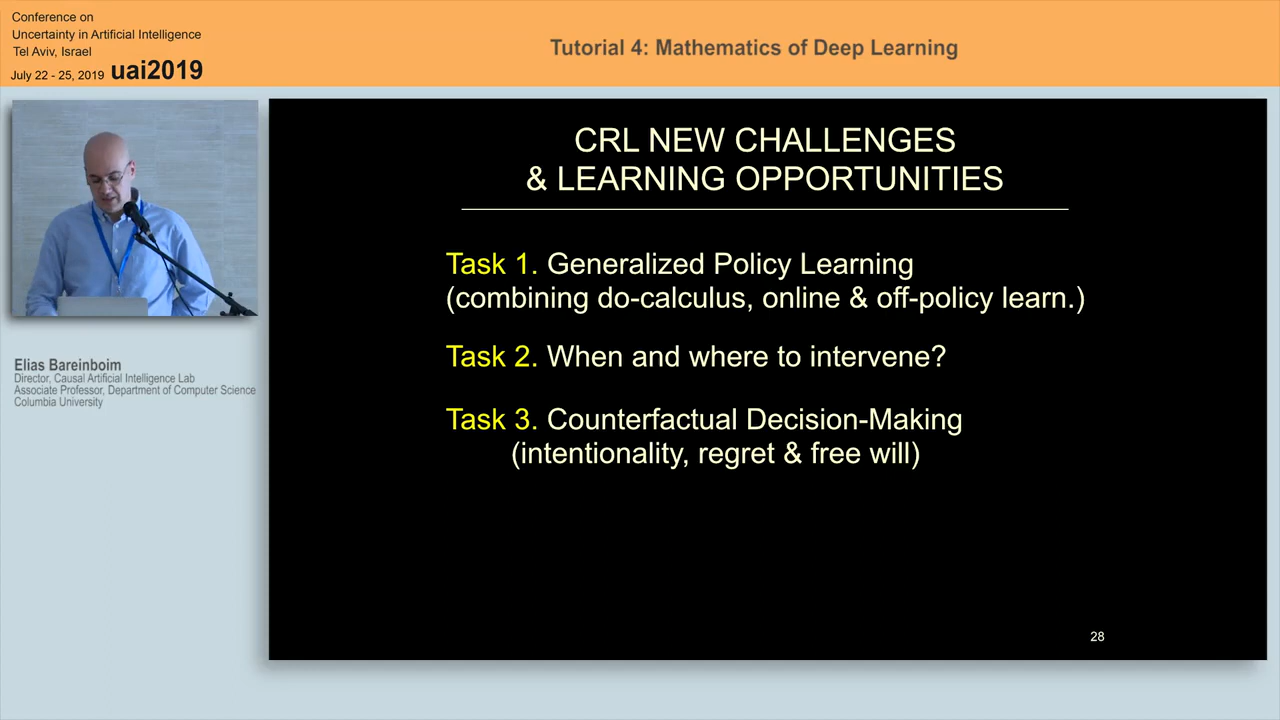 Conference on
Uncertainty in Artificial Intelligence
Tel Aviv, Israel
July 22 - 25, 2019 uai2019
Tutorial 4: Mathematics of Deep Learning
Elias Bareinboim
Director, Causal Artificial Intelligence Lab
Associate Professor, Department of Computer Science
Columbia University
CRL NEW CHALLENGES
& LEARNING OPPORTUNITIES
Task 1. Generalized Policy Learning
(combining do-calculus, online & off-policy learn.)
Task 2. When and where to intervene?
Task 3. Counterfactual Decision-Making
(intentionality, regret & free will)
28